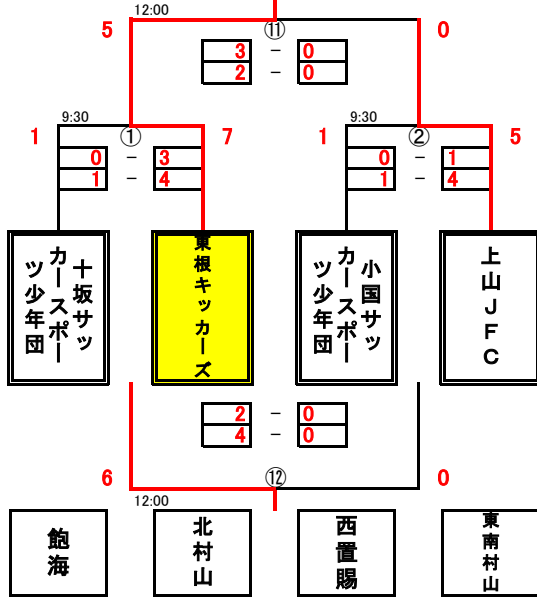 12:00
5 ⑪ 0
3 - 0
2 - 0
9:30 9:30
1 ① 7 1 ② 5
0 - 3 0 - 1
1 - 4 1 - 4
十坂サッ
カースポー
ツ少年団
東根キッカーズ
小国サッ
カースポー
ツ少年団
上山JFC
2 - 0
4 - 0
6 ⑫ 0
12:00
飽海
北村山
西置賜
東南村山